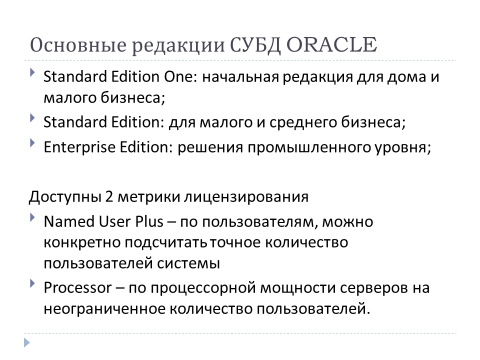 Основные редакции СУБД ORACLE
Standard Edition One: начальная редакция для дома и
малого бизнеса;
Standard Edition: для малого и среднего бизнеса;
Enterprise Edition: решения промышленного уровня;
Доступны 2 метрики лицензирования
Named User Plus – по пользователям, можно
конкретно подсчитать точное количество
пользователей системы
Processor – по процессорной мощности серверов на
неограниченное количество пользователей.